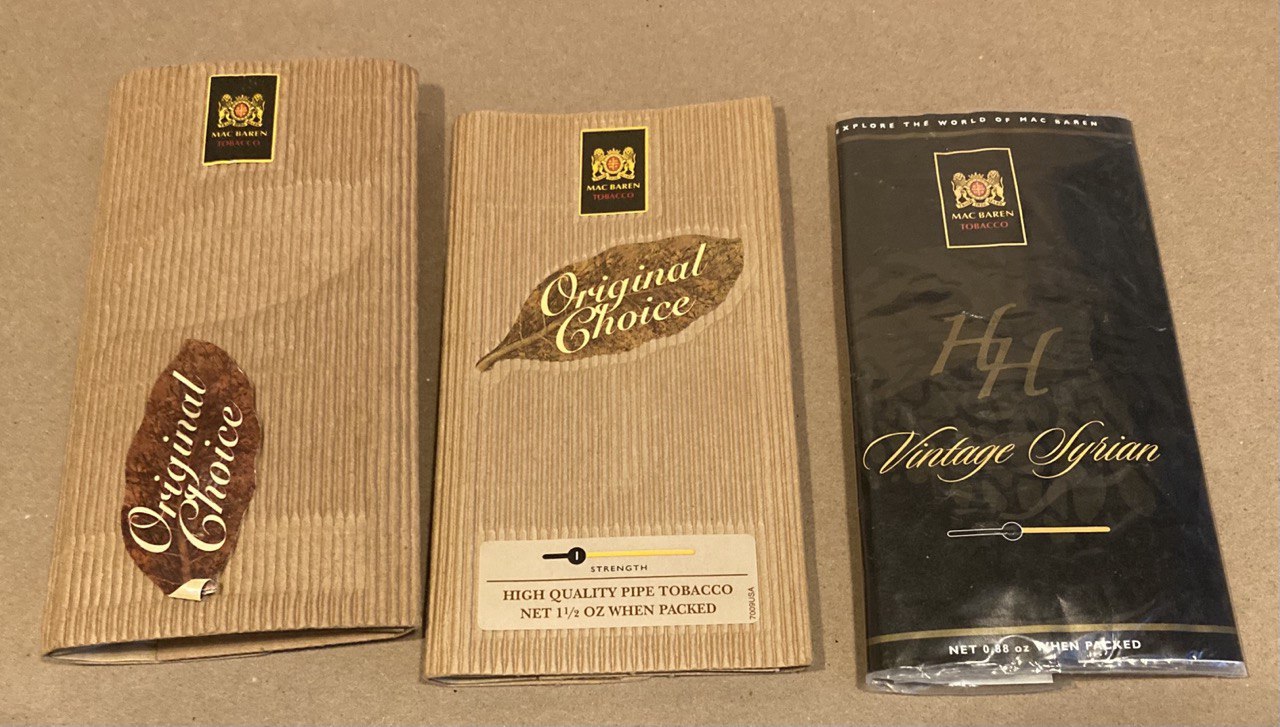 MAC BAREN
TOBACCO
Original
Choice
MAC BAREN
TOBACCO
Original
Choice
STRENGTH
HIGH QUALITY PIPE TOBACCO
NET 1 1/2 OZ WHEN PACKED
7009USA
EXPLORE THE WORLD OF MAC BAREN
MAC BAREN
TOBACCO
HH
Vintage Syrian
NET 0.88 oz WHEN PACKED